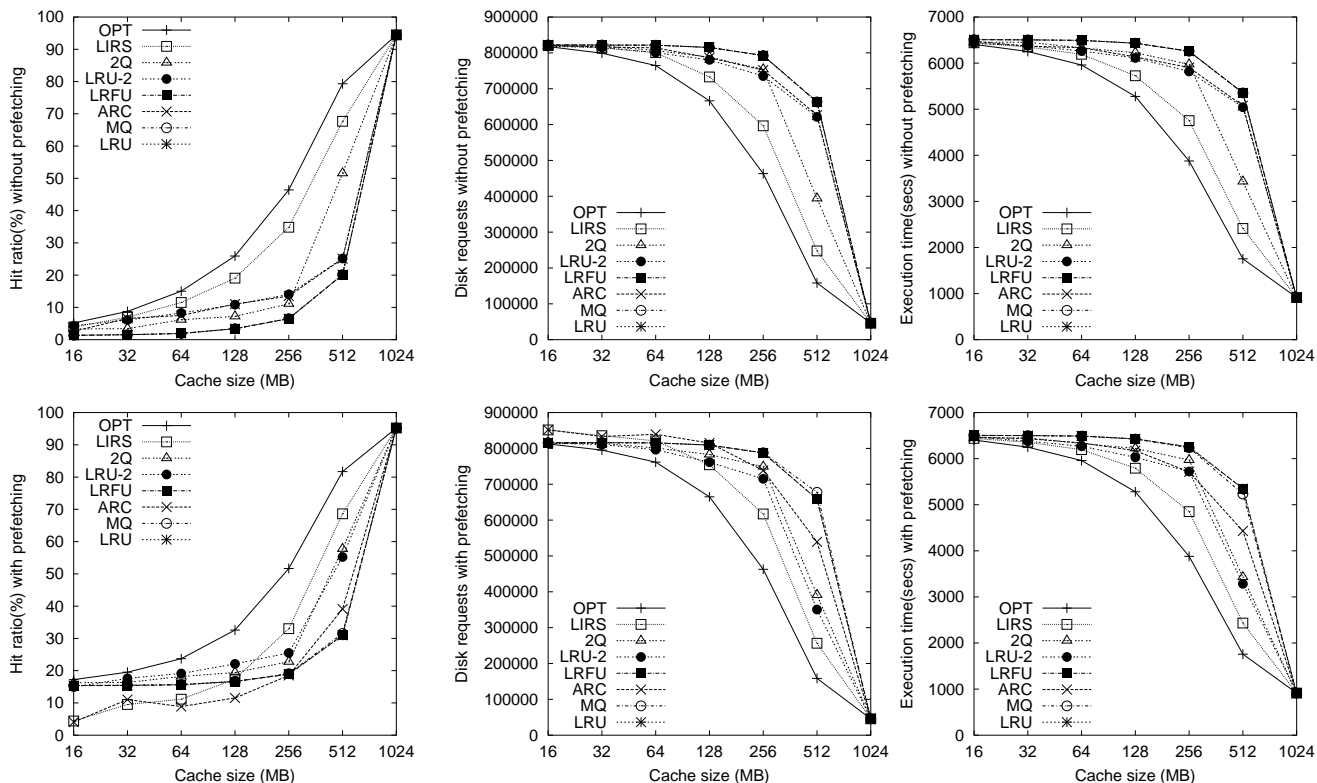 Hit ratio(%) without prefetching
100
90
80
70
60
50
40
30
20
10
0
OPT
LIRS
2Q
LRU-2
LRFU
ARC
MQ
LRU
16 32 64 128 256 512 1024
Cache size (MB)
Disk requests without prefetching
900000
800000
700000
600000
500000
400000
300000
200000
100000
0
OPT
LIRS
2Q
LRU-2
LRFU
ARC
MQ
LRU
16 32 64 128 256 512 1024
Cache size (MB)
Execution time(secs) without prefetching
7000
6000
5000
4000
3000
2000
1000
0
OPT
LIRS
2Q
LRU-2
LRFU
ARC
MQ
LRU
16 32 64 128 256 512 1024
Cache size (MB)
Hit ratio(%) with prefetching
100
90
80
70
60
50
40
30
20
10
0
OPT
LIRS
2Q
LRU-2
LRFU
ARC
MQ
LRU
16 32 64 128 256 512 1024
Cache size (MB)
Disk requests with prefetching
900000
800000
700000
600000
500000
400000
300000
200000
100000
0
OPT
LIRS
2Q
LRU-2
LRFU
ARC
MQ
LRU
16 32 64 128 256 512 1024
Cache size (MB)
Execution time(secs) with prefetching
7000
6000
5000
4000
3000
2000
1000
0
OPT
LIRS
2Q
LRU-2
LRFU
ARC
MQ
LRU
16 32 64 128 256 512 1024
Cache size (MB)